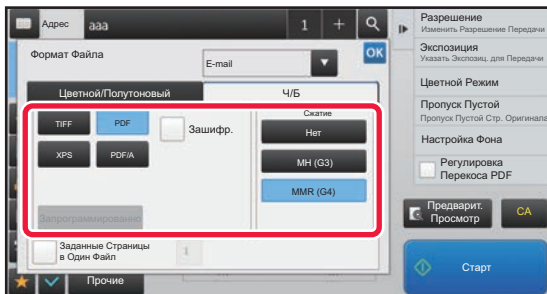 Адрес
aaa
1
Формат Файла
E-mail
OK
Цветной/Полутоновый
Ч/Б
TIFF
PDF
Зашифр.
XPS
PDF/A
Запрограммированно
Сжатие
Нет
MH (G3)
MMR (G4)
Заданные Страницы
в Один Файл
1
Прочие
Разрешение
Изменить Разрешение Передачи
Экспозиция
Указать Экспозиц. для Передачи
Цветной Режим
Пропуск Пустой
Пропуск Пустой Стр. Оригинала
Настройка Фона
Регулировка
Перекоса PDF
Предварит.
Просмотр
CA
Старт